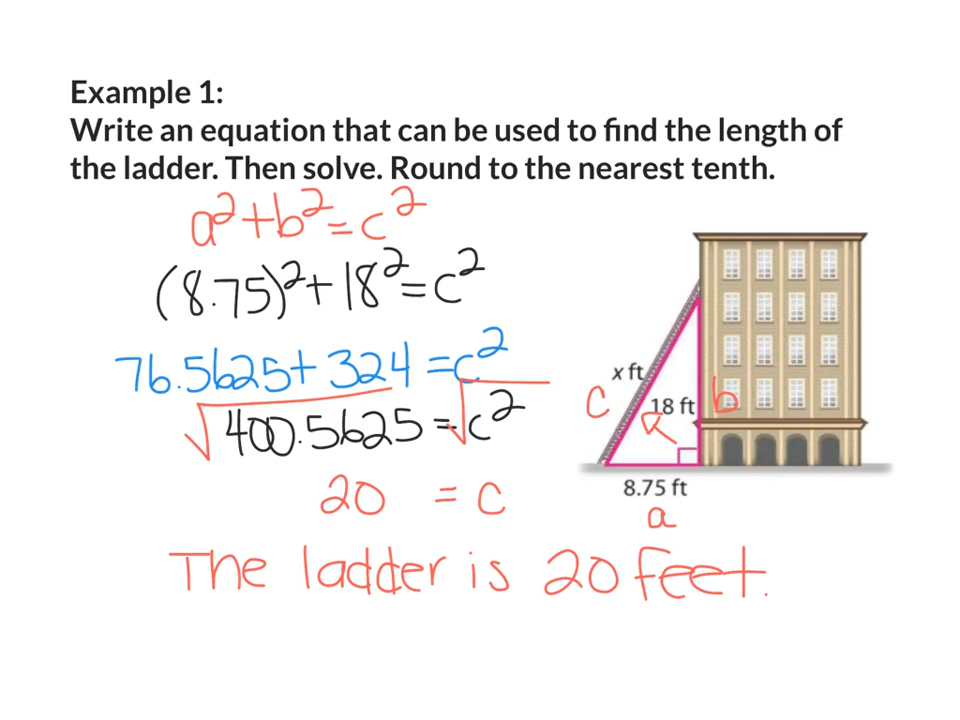 Example 1:
Write an equation that can be used to find the length of
the ladder. Then solve. Round to the nearest tenth.
a²+b²=c²
(8.75)²+18²=c²
76.5625+324=c²
√400.5625=√c²
20 = c
The ladder is 20 feet.
x ft
c
18 ft
b
8.75 ft
a